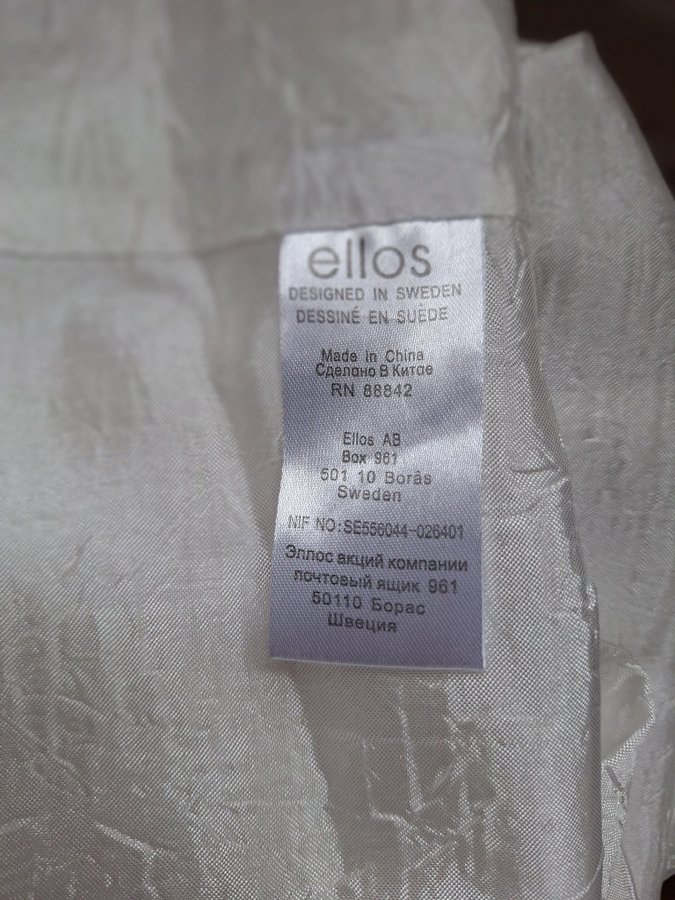 ellos
DESIGNED IN SWEDEN
DESSINÉ EN SUÈDE
Made in China
Сделано В Китае
RN 88842
Ellos AB
Box 961
501 10 Borås
Sweden
NIF NO:SE556044-026401
Эллос акций компании
почтовый ящик 961
50110 Борас
Швеция